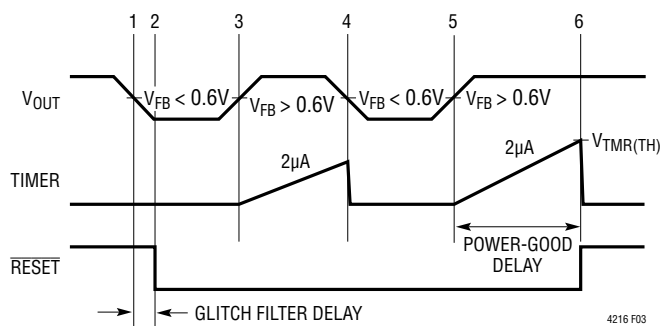 1 2 3 4 5 6
VOUT
VFB < 0.6V
VFB > 0.6V
VFB < 0.6V
VFB > 0.6V
VTMR(TH)
TIMER
2µA
2µA
POWER-GOOD
DELAY
RESET
GLITCH FILTER DELAY
4216 F03